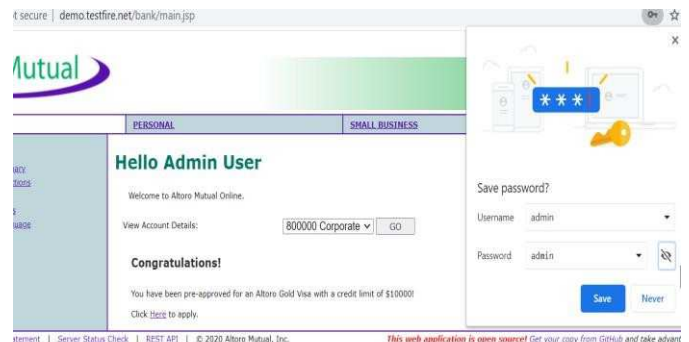 t secure | demo.testfire.net/bank/main.jsp
Mutual
PERSONAL
SMALL BUSINESS
Hello Admin User
Welcome to Altoro Mutual Online.
View Account Details:
800000 Corporate
GO
Congratulations!
You have been pre-approved for an Altoro Gold Visa with a credit limit of $10000!
Click Here to apply.
***
Save password?
Username
admin
Password
admin
Save
Never
atement | Server Status Check | REST API | © 2020 Altoro Mutual, Inc.
This web application is open source! Get your copy from GitHub and take advant